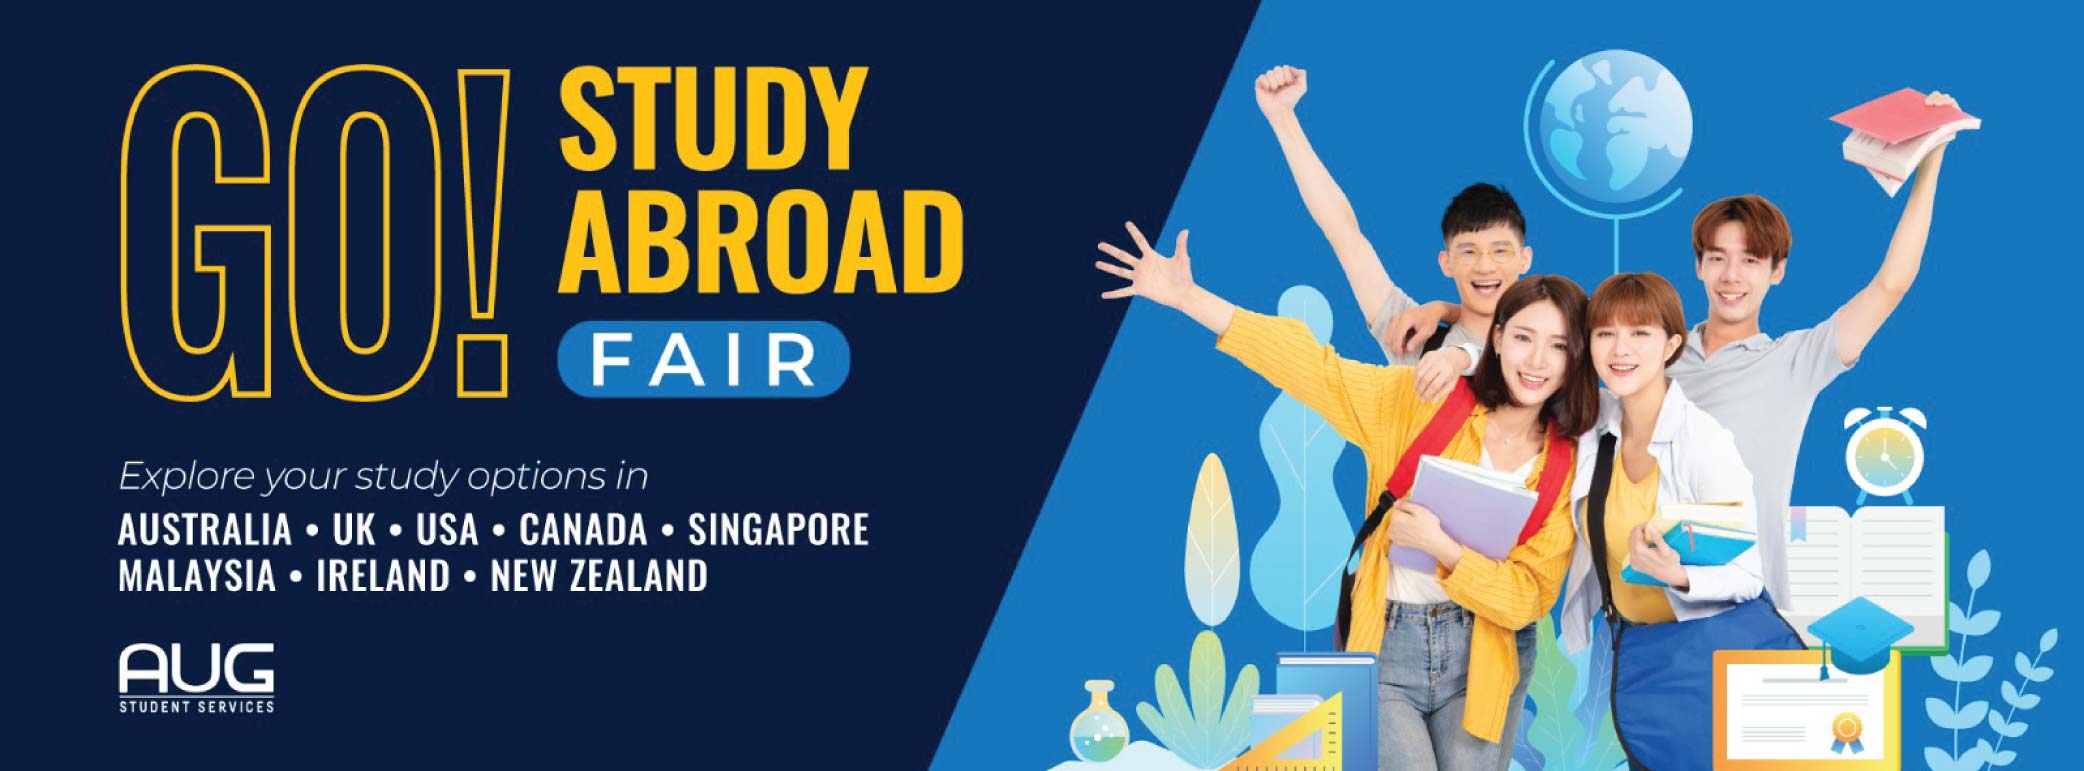 GO!
STUDY
ABROAD
FAIR
Explore your study options in
AUSTRALIA • UK • USA • CANADA • SINGAPORE
MALAYSIA • IRELAND • NEW ZEALAND
AUG
STUDENT SERVICES